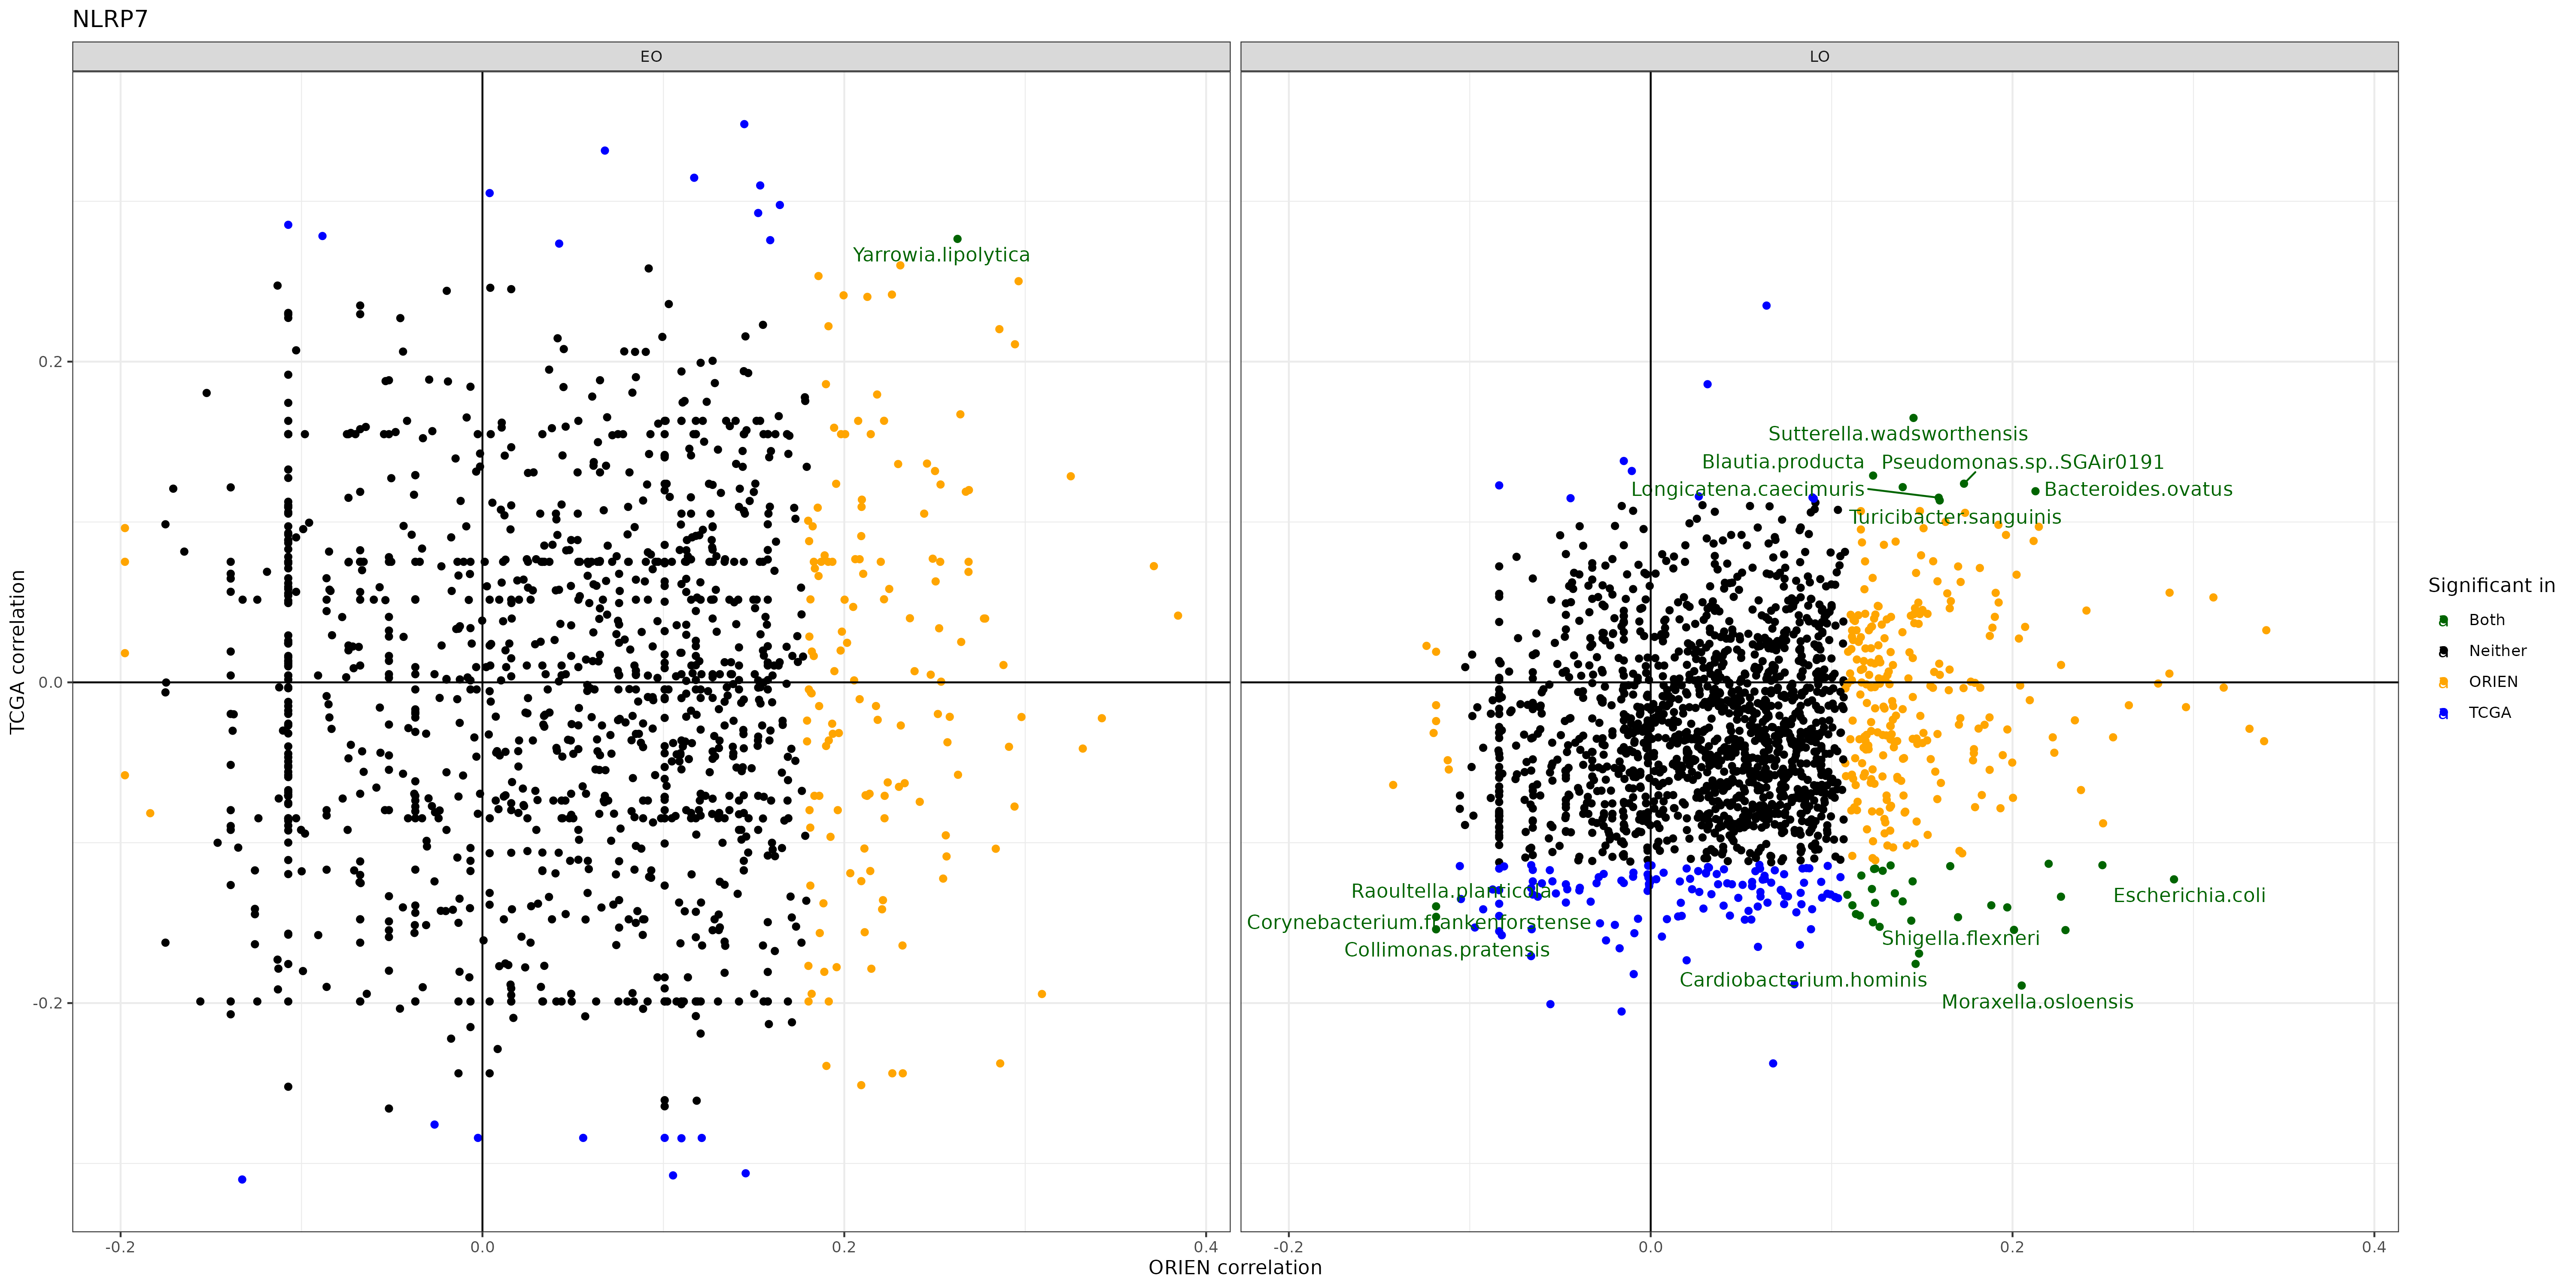 NLRP7
EO
LO
TCGA correlation
0.2
0.0
-0.2
Yarrowia.lipolytica
Sutterella.wadsworthensis
Blautia.producta
Pseudomonas.sp..SGAir0191
Longicatena.caecimuris
Bacteroides.ovatus
Turicibacter.sanguinis
Raoultella.planticola
Escherichia.coli
Corynebacterium.frankenforstense
Shigella.flexneri
Collimonas.pratensis
Cardiobacterium.hominis
Moraxella.osloensis
-0.2
0.0
0.2
0.4
-0.2
0.0
0.2
0.4
ORIEN correlation
Significant in
a Both
a Neither
a ORIEN
a TCGA